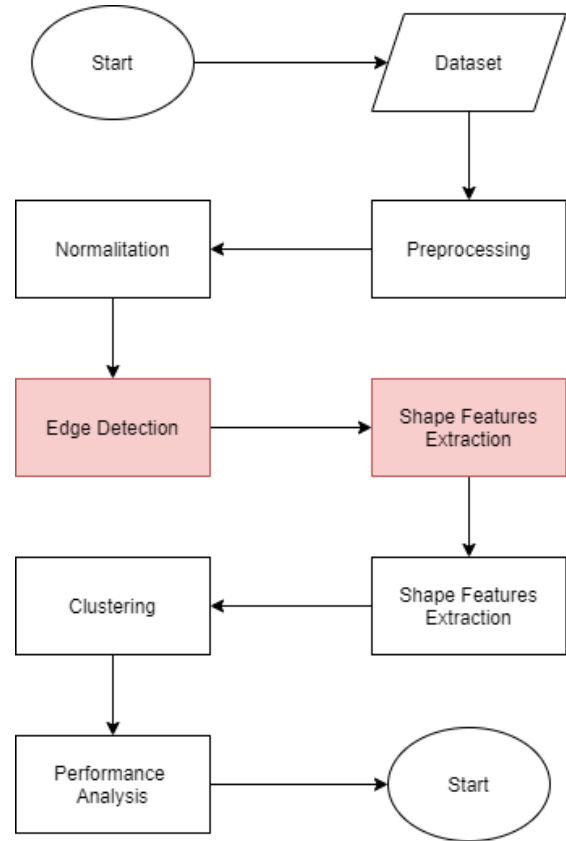 Start
Dataset
Preprocessing
Normalitation
Edge Detection
Shape Features
Extraction
Shape Features
Extraction
Clustering
Performance
Analysis
Start